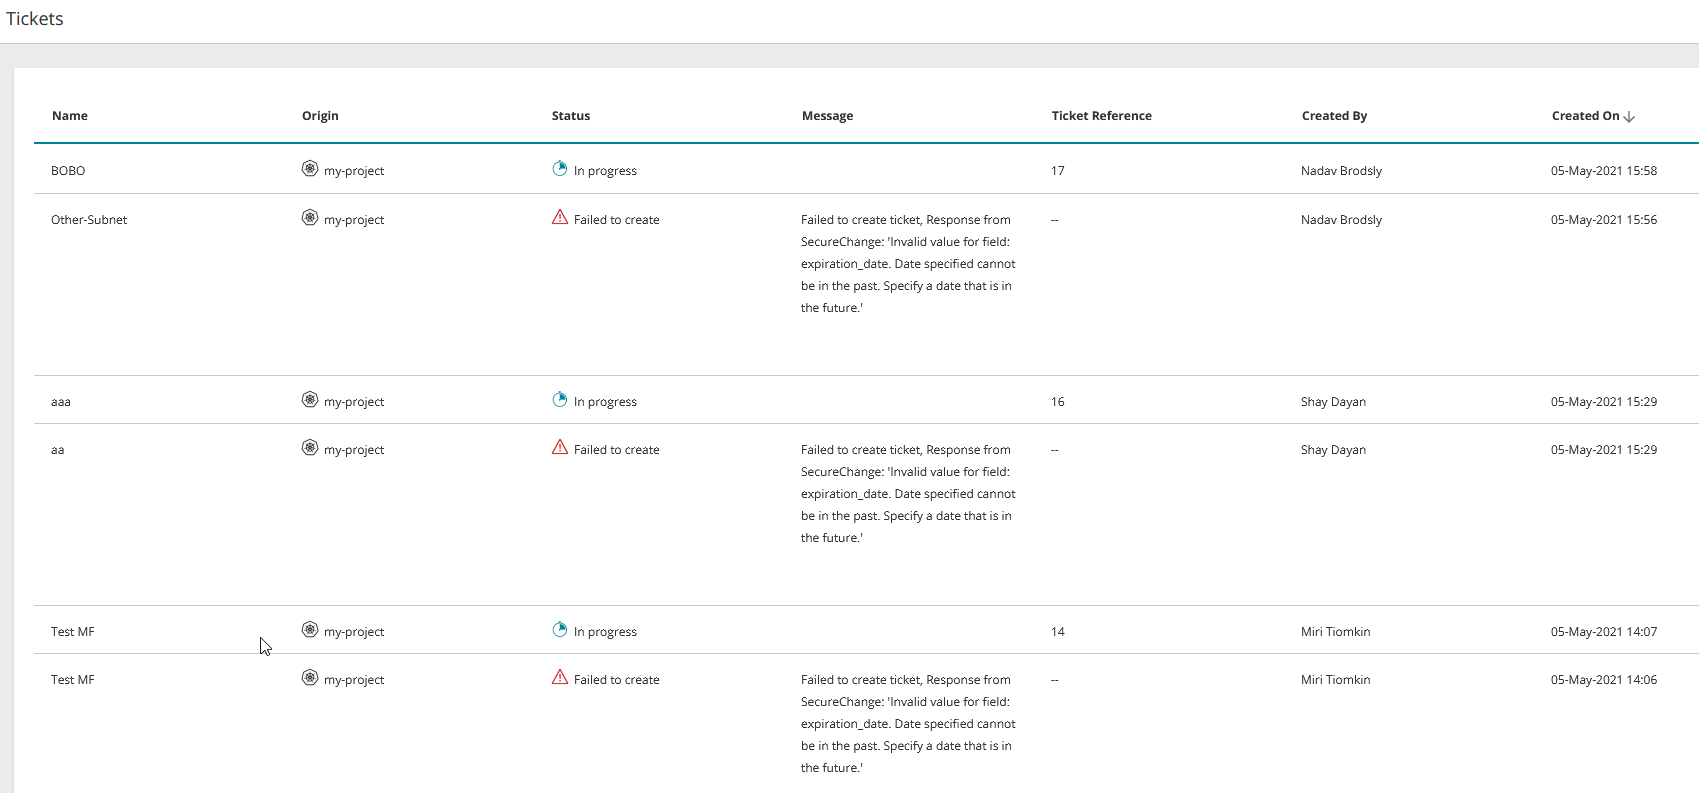 Tickets
Name Origin Status Message Ticket Reference Created By Created On
BOBO my-project In progress 17 Nadav Brodsly 05-May-2021 15:58
Other-Subnet my-project Failed to create Failed to create ticket, Response from -- Nadav Brodsly 05-May-2021 15:56
SecureChange: 'Invalid value for field:
expiration_date. Date specified cannot
be in the past. Specify a date that is in
the future.'
aaa my-project In progress 16 Shay Dayan 05-May-2021 15:29
aa my-project Failed to create Failed to create ticket, Response from -- Shay Dayan 05-May-2021 15:29
SecureChange: 'Invalid value for field:
expiration_date. Date specified cannot
be in the past. Specify a date that is in
the future.'
Test MF my-project In progress 14 Miri Tiomkin 05-May-2021 14:07
Test MF my-project Failed to create Failed to create ticket, Response from -- Miri Tiomkin 05-May-2021 14:06
SecureChange: 'Invalid value for field:
expiration_date. Date specified cannot
be in the past. Specify a date that is in
the future.'